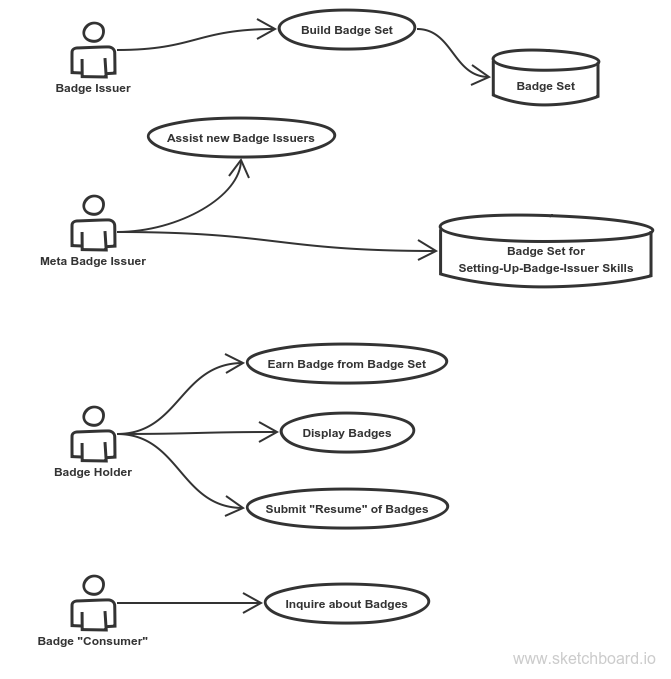 Build Badge Set
Badge Issuer
Badge Set
Assist new Badge Issuers
Meta Badge Issuer
Badge Set for
Setting-Up-Badge-Issuer Skills
Earn Badge from Badge Set
Display Badges
Badge Holder
Submit "Resume" of Badges
Inquire about Badges
Badge "Consumer"
www.sketchboard.io